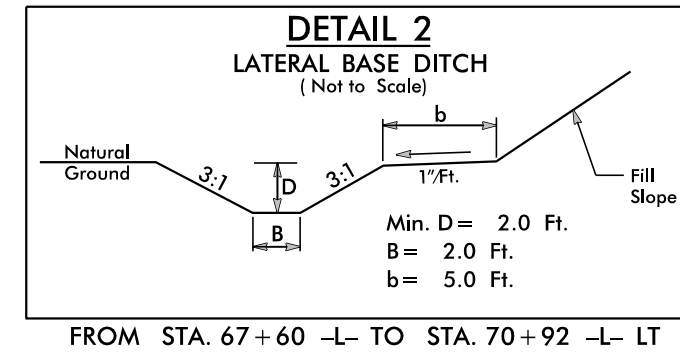 DETAIL 2
LATERAL BASE DITCH
( Not to Scale)
b
Natural
Ground
3:1
D
3:1
1"/Ft.
Fill
Slope
B
Min. D = 2.0 Ft.
B = 2.0 Ft.
b = 5.0 Ft.
FROM STA. 67+60 -L- TO STA. 70+92 -L- LT